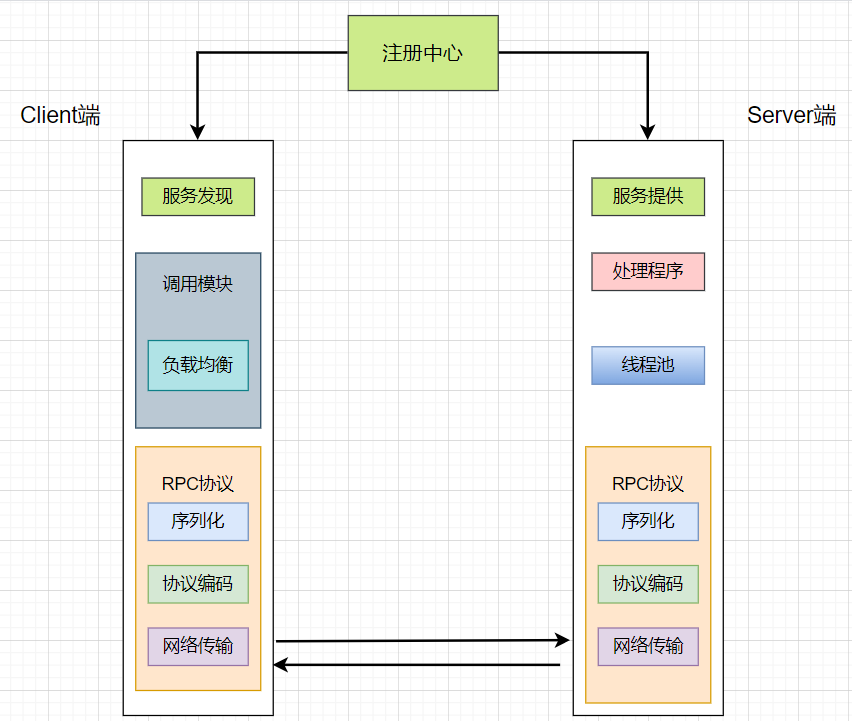 注册中心
Client端
Server端
服务发现
调用模块
负载均衡
RPC协议
序列化
协议编码
网络传输
服务提供
处理程序
线程池
RPC协议
序列化
协议编码
网络传输